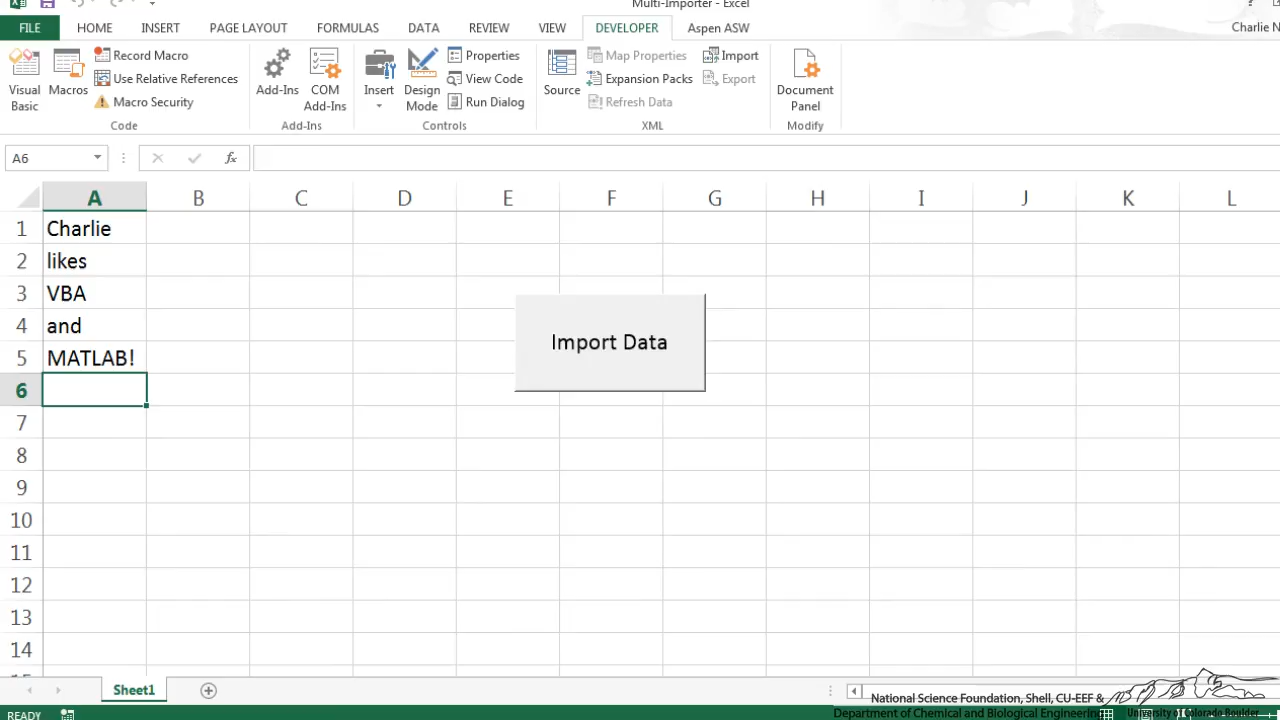 Multi-Importer - Excel
?
FILE HOME INSERT PAGE LAYOUT FORMULAS DATA REVIEW VIEW DEVELOPER Aspen ASW Charlie N
Visual Basic
Macros
Record Macro
Use Relative References
Macro Security
Code
Add-Ins
COM Add-Ins
Add-Ins
Insert
Design Mode
Properties
View Code
Run Dialog
Controls
Source
Map Properties
Expansion Packs
Refresh Data
Import
Export
XML
Document Panel
Modify
A6
fx
A B C D E F G H I J K L
1 Charlie
2 likes
3 VBA
4 and
5 MATLAB!
6
7
8
9
10
11
12
13
14
Import Data
Sheet1
National Science Foundation, Shell, CU-EEF &
Department of Chemical and Biological Engineering
University of Colorado Boulder
READY